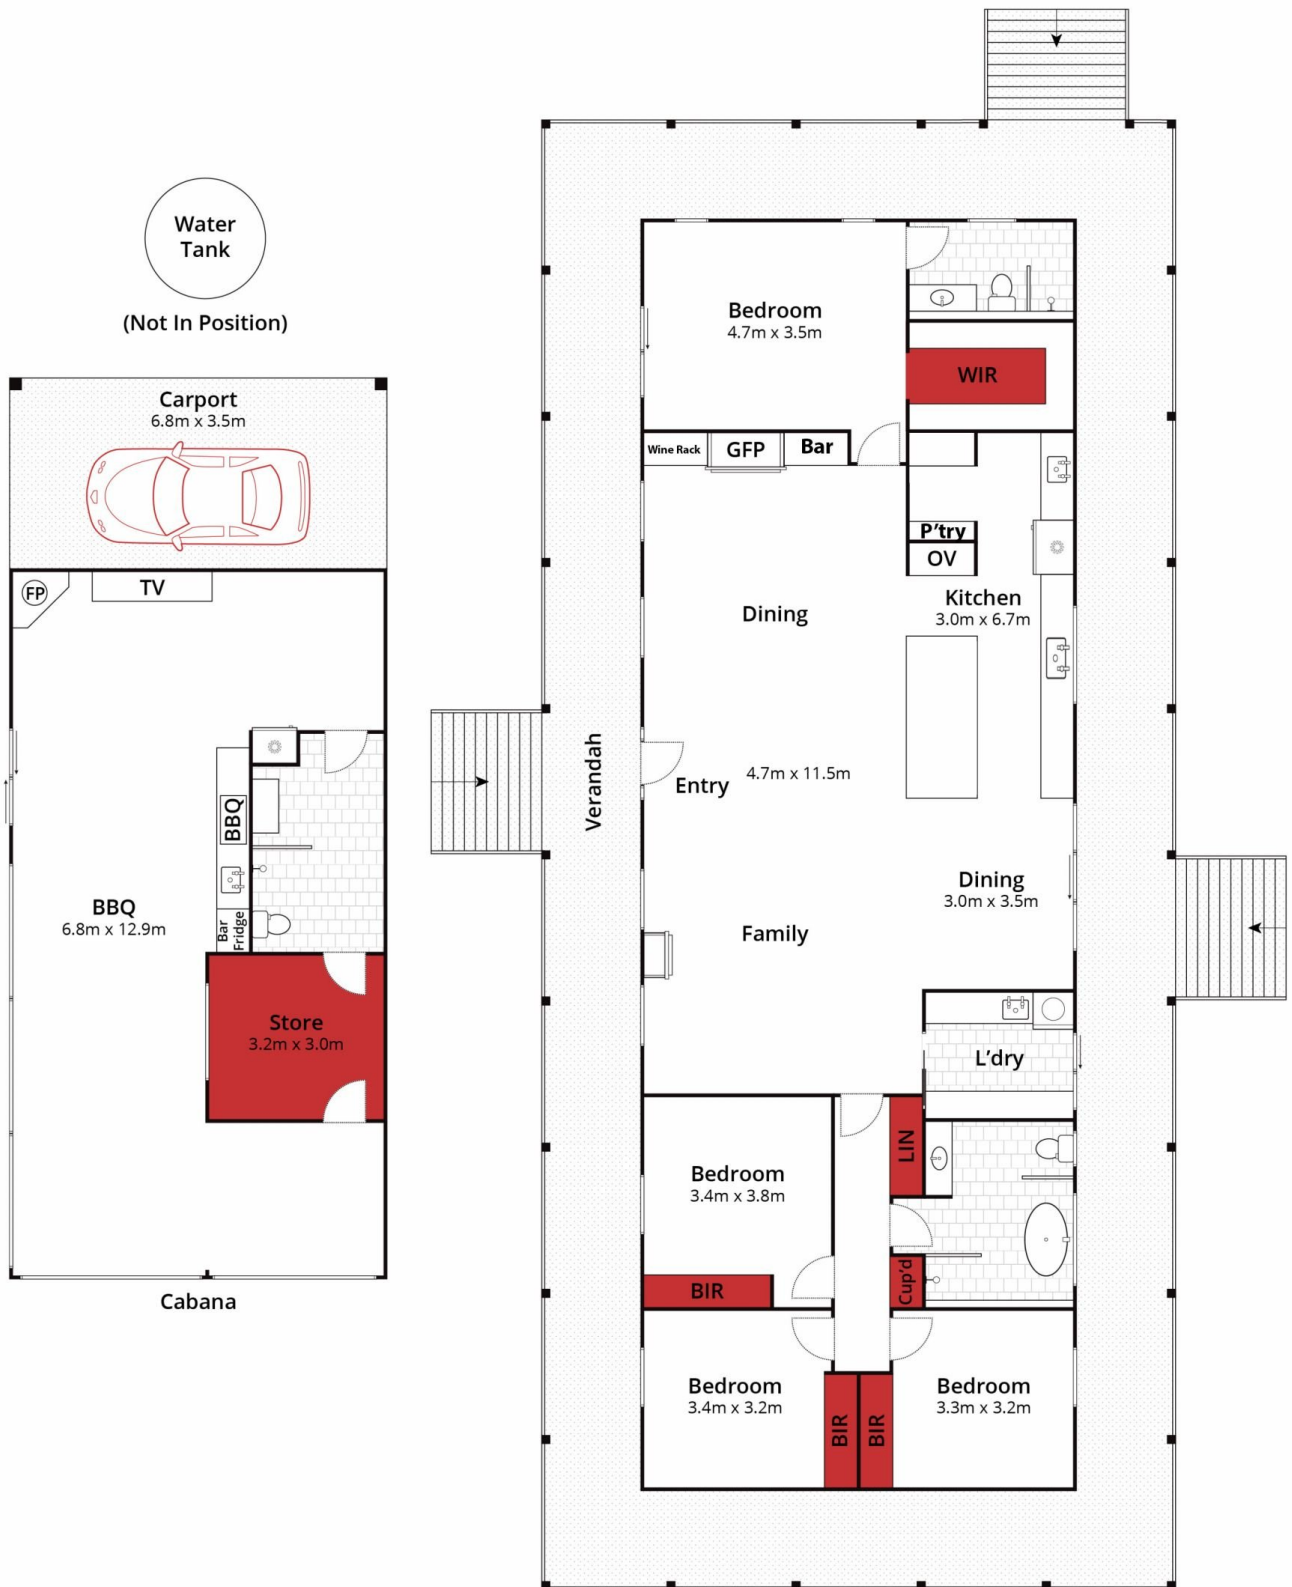 Water
Tank
(Not In Position)
Carport
6.8m x 3.5m
FP
TV
BBQ
BBQ
6.8m x 12.9m
Bar
Fridge
Store
3.2m x 3.0m
Cabana
Bedroom
4.7m x 3.5m
WIR
Wine Rack
GFP
Bar
P'try
OV
Kitchen
3.0m x 6.7m
Dining
Verandah
Entry
4.7m x 11.5m
Dining
3.0m x 3.5m
Family
L'dry
LIN
Bedroom
3.4m x 3.8m
BIR
Cup'd
Bedroom
3.4m x 3.2m
BIR
BIR
Bedroom
3.3m x 3.2m